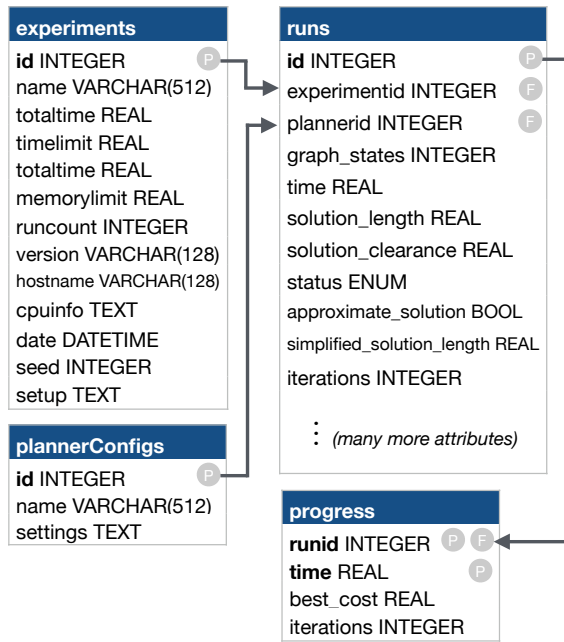 experiments
id INTEGER P
name VARCHAR(512)
totaltime REAL
timelimit REAL
totaltime REAL
memorylimit REAL
runcount INTEGER
version VARCHAR(128)
hostname VARCHAR(128)
cpuinfo TEXT
date DATETIME
seed INTEGER
setup TEXT
plannerConfigs
id INTEGER P
name VARCHAR(512)
settings TEXT
runs
id INTEGER P
experimentid INTEGER F
plannerid INTEGER F
graph_states INTEGER
time REAL
solution_length REAL
solution_clearance REAL
status ENUM
approximate_solution BOOL
simplified_solution_length REAL
iterations INTEGER
⋮ (many more attributes)
progress
runid INTEGER P F
time REAL P
best_cost REAL
iterations INTEGER